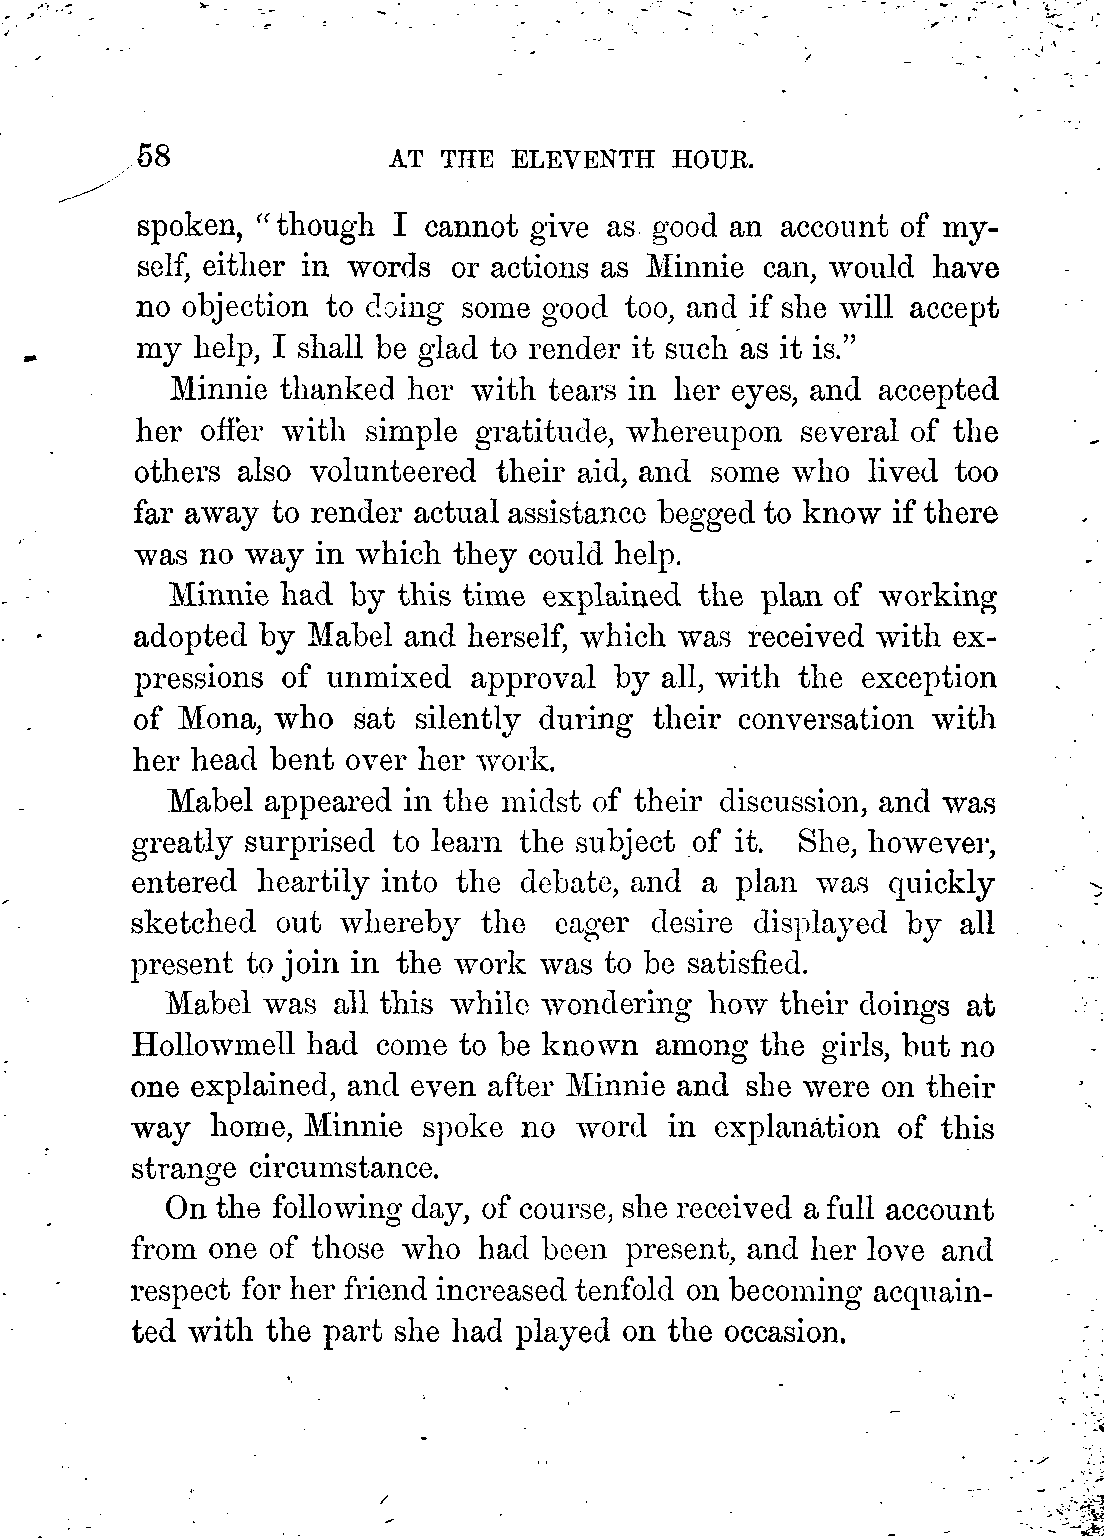 58 AT THE ELEVENTH HOUR.
spoken, “though I cannot give as good an account of my-
self, either in words or actions as Minnie can, would have
no objection to doing some good too, and if she will accept
my help, I shall be glad to render it such as it is.”
Minnie thanked her with tears in her eyes, and accepted
her offer with simple gratitude, whereupon several of the
others also volunteered their aid, and some who lived too
far away to render actual assistance begged to know if there
was no way in which they could help.
Minnie had by this time explained the plan of working
adopted by Mabel and herself, which was received with ex-
pressions of unmixed approval by all, with the exception
of Mona, who sat silently during their conversation with
her head bent over her work.
Mabel appeared in the midst of their discussion, and was
greatly surprised to learn the subject of it. She, however,
entered heartily into the debate, and a plan was quickly
sketched out whereby the eager desire displayed by all
present to join in the work was to be satisfied.
Mabel was all this while wondering how their doings at
Hollowmell had come to be known among the girls, but no
one explained, and even after Minnie and she were on their
way home, Minnie spoke no word in explanation of this
strange circumstance.
On the following day, of course, she received a full account
from one of those who had been present, and her love and
respect for her friend increased tenfold on becoming acquain-
ted with the part she had played on the occasion.